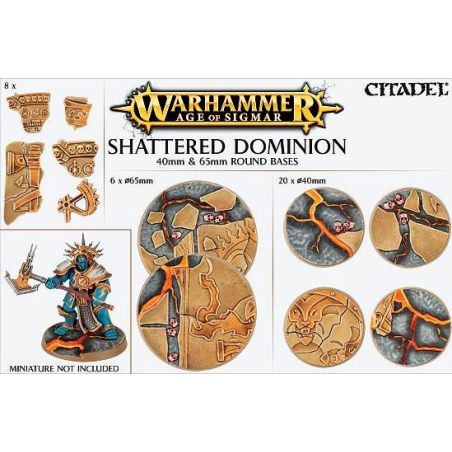 8 x
WARHAMMER
AGE OF SIGMAR
CITADEL
SHATTERED DOMINION
40mm & 65mm ROUND BASES
6 x ø65mm
20 x ø40mm
MINIATURE NOT INCLUDED